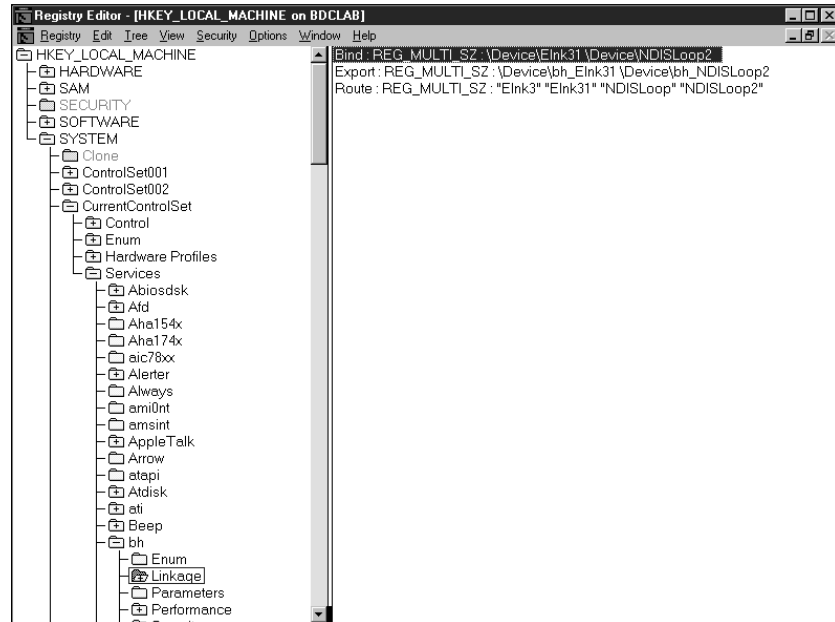 Registry Editor - [HKEY_LOCAL_MACHINE on BDCLAB]
Registry Edit Tree View Security Options Window Help
HKEY_LOCAL_MACHINE
HARDWARE
SAM
SECURITY
SOFTWARE
SYSTEM
Clone
ControlSet001
ControlSet002
CurrentControlSet
Control
Enum
Hardware Profiles
Services
Abiosdsk
Afd
Aha154x
Aha174x
aic78xx
Alerter
Always
ami0nt
amsint
AppleTalk
Arrow
atapi
Atdisk
ati
Beep
bh
Enum
Linkage
Parameters
Performance
Bind : REG_MULTI_SZ : \Device\Elnk31 \Device\NDISLoop2
Export : REG_MULTI_SZ : \Device\bh_Elnk31 \Device\bh_NDISLoop2
Route : REG_MULTI_SZ : "Elnk3" "Elnk31" "NDISLoop" "NDISLoop2"